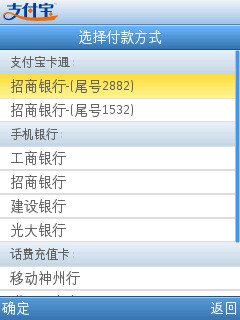 支付宝
选择付款方式
支付宝卡通:
招商银行-(尾号2882)
招商银行-(尾号1532)
手机银行:
工商银行
招商银行
建设银行
光大银行
话费充值卡:
移动神州行
确定
返回